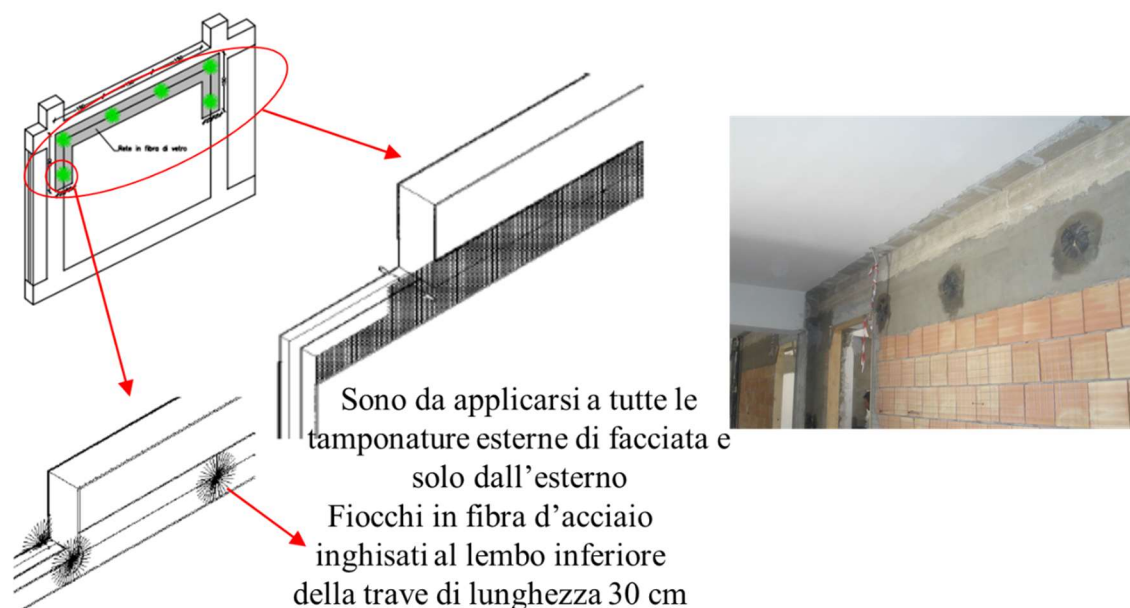 Rete in fibra di vetro
Sono da applicarsi a tutte le
tamponature esterne di facciata e
solo dall'esterno
Fiocchi in fibra d'acciaio
inghisati al lembo inferiore
della trave di lunghezza 30 cm